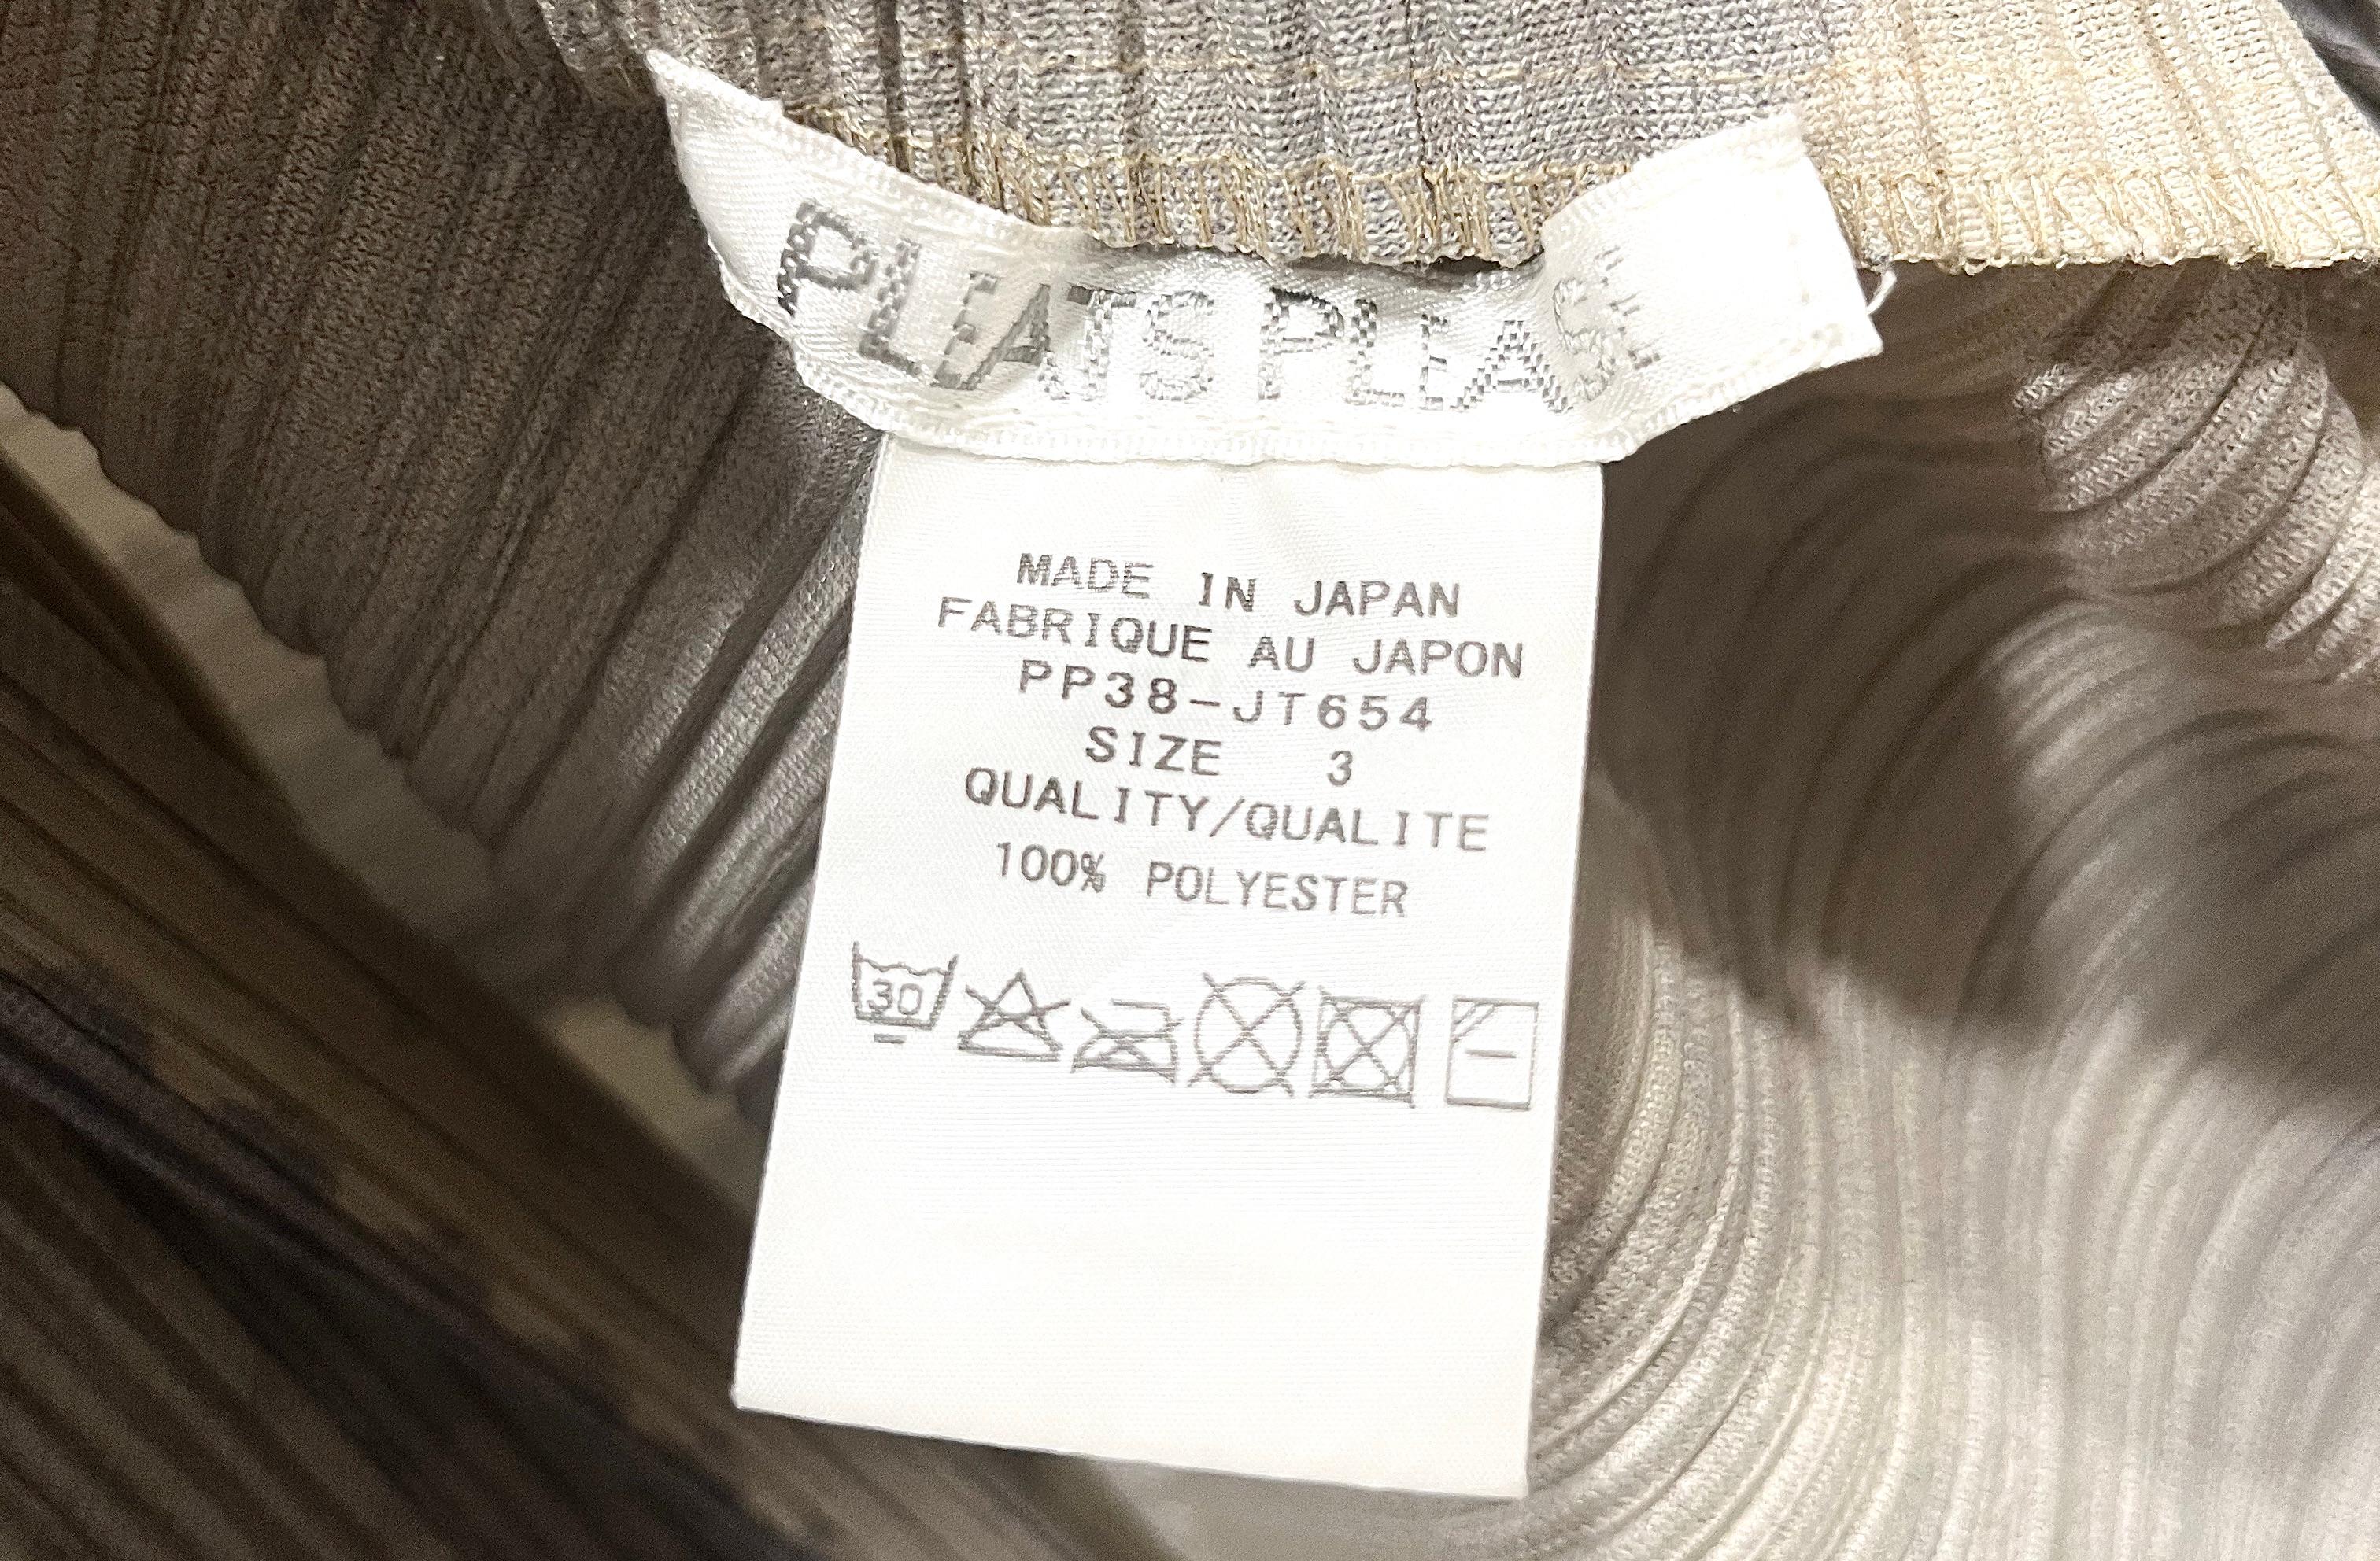 PLEATS PLEASE
MADE IN JAPAN
FABRIQUE AU JAPON
PP38-JT654
SIZE 3
QUALITY/QUALITE
100% POLYESTER
30